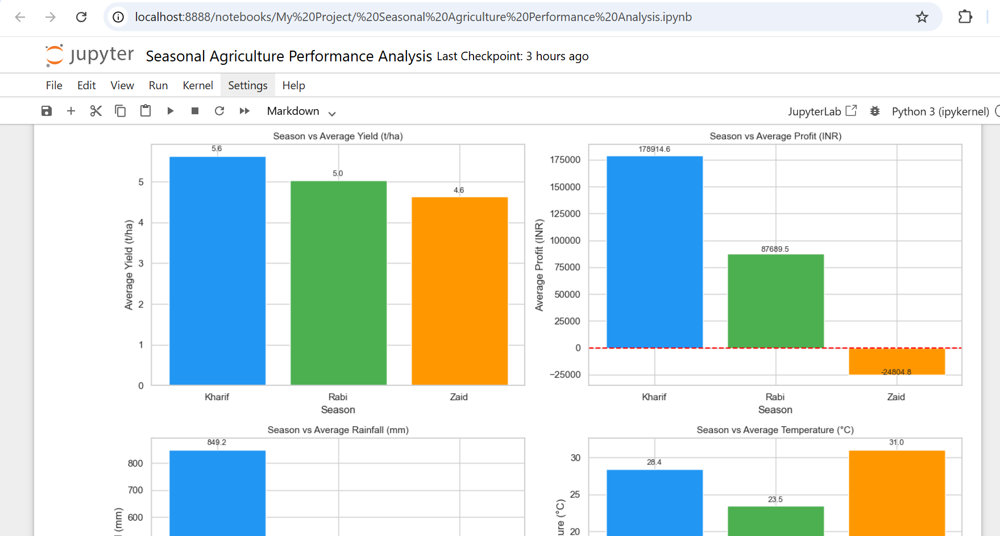 localhost:8888/notebooks/My%20Project/%20Seasonal%20Agriculture%20Performance%20Analysis.ipynb
jupyter Seasonal Agriculture Performance Analysis Last Checkpoint: 3 hours ago
File Edit View Run Kernel Settings Help
Markdown JupyterLab Python 3 (ipykernel)
Season vs Average Yield (t/ha)
5.6
5.0
4.6
5
4
3
2
1
0
Average Yield (t/ha)
Kharif Rabi Zaid
Season
Season vs Average Profit (INR)
178914.6
87689.5
-24804.8
175000
150000
125000
100000
75000
50000
25000
0
−25000
Average Profit (INR)
Kharif Rabi Zaid
Season
Season vs Average Rainfall (mm)
849.2
800
700
600
(mm)
Season vs Average Temperature (°C)
31.0
28.4
23.5
30
25
20
ture (°C)